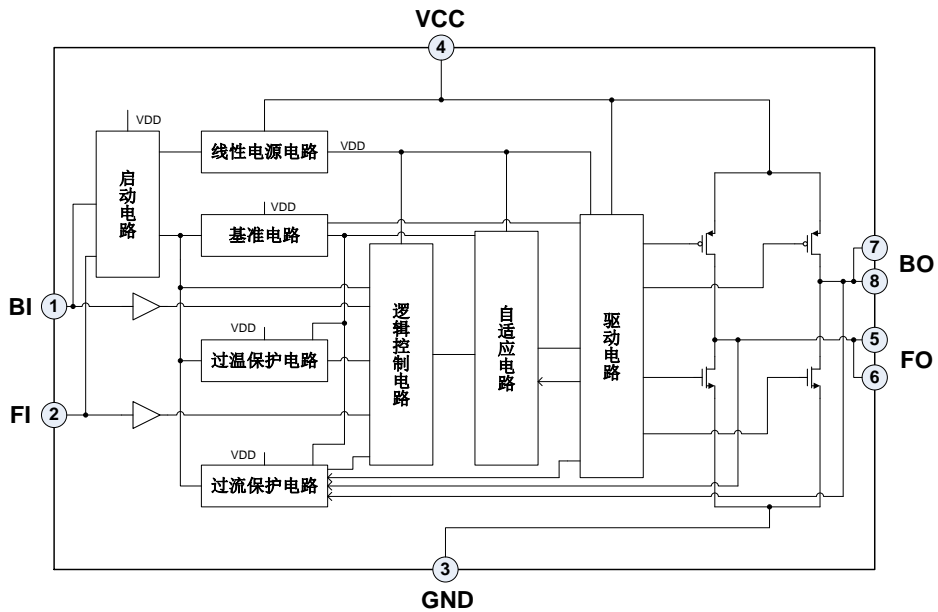 VCC
4
VDD
线性电源电路
VDD
启动电路
VDD
基准电路
7
BO
8
BI
1
逻辑控制电路
自适应电路
驱动电路
VDD
过温保护电路
5
FO
6
FI
2
VDD
过流保护电路
3
GND